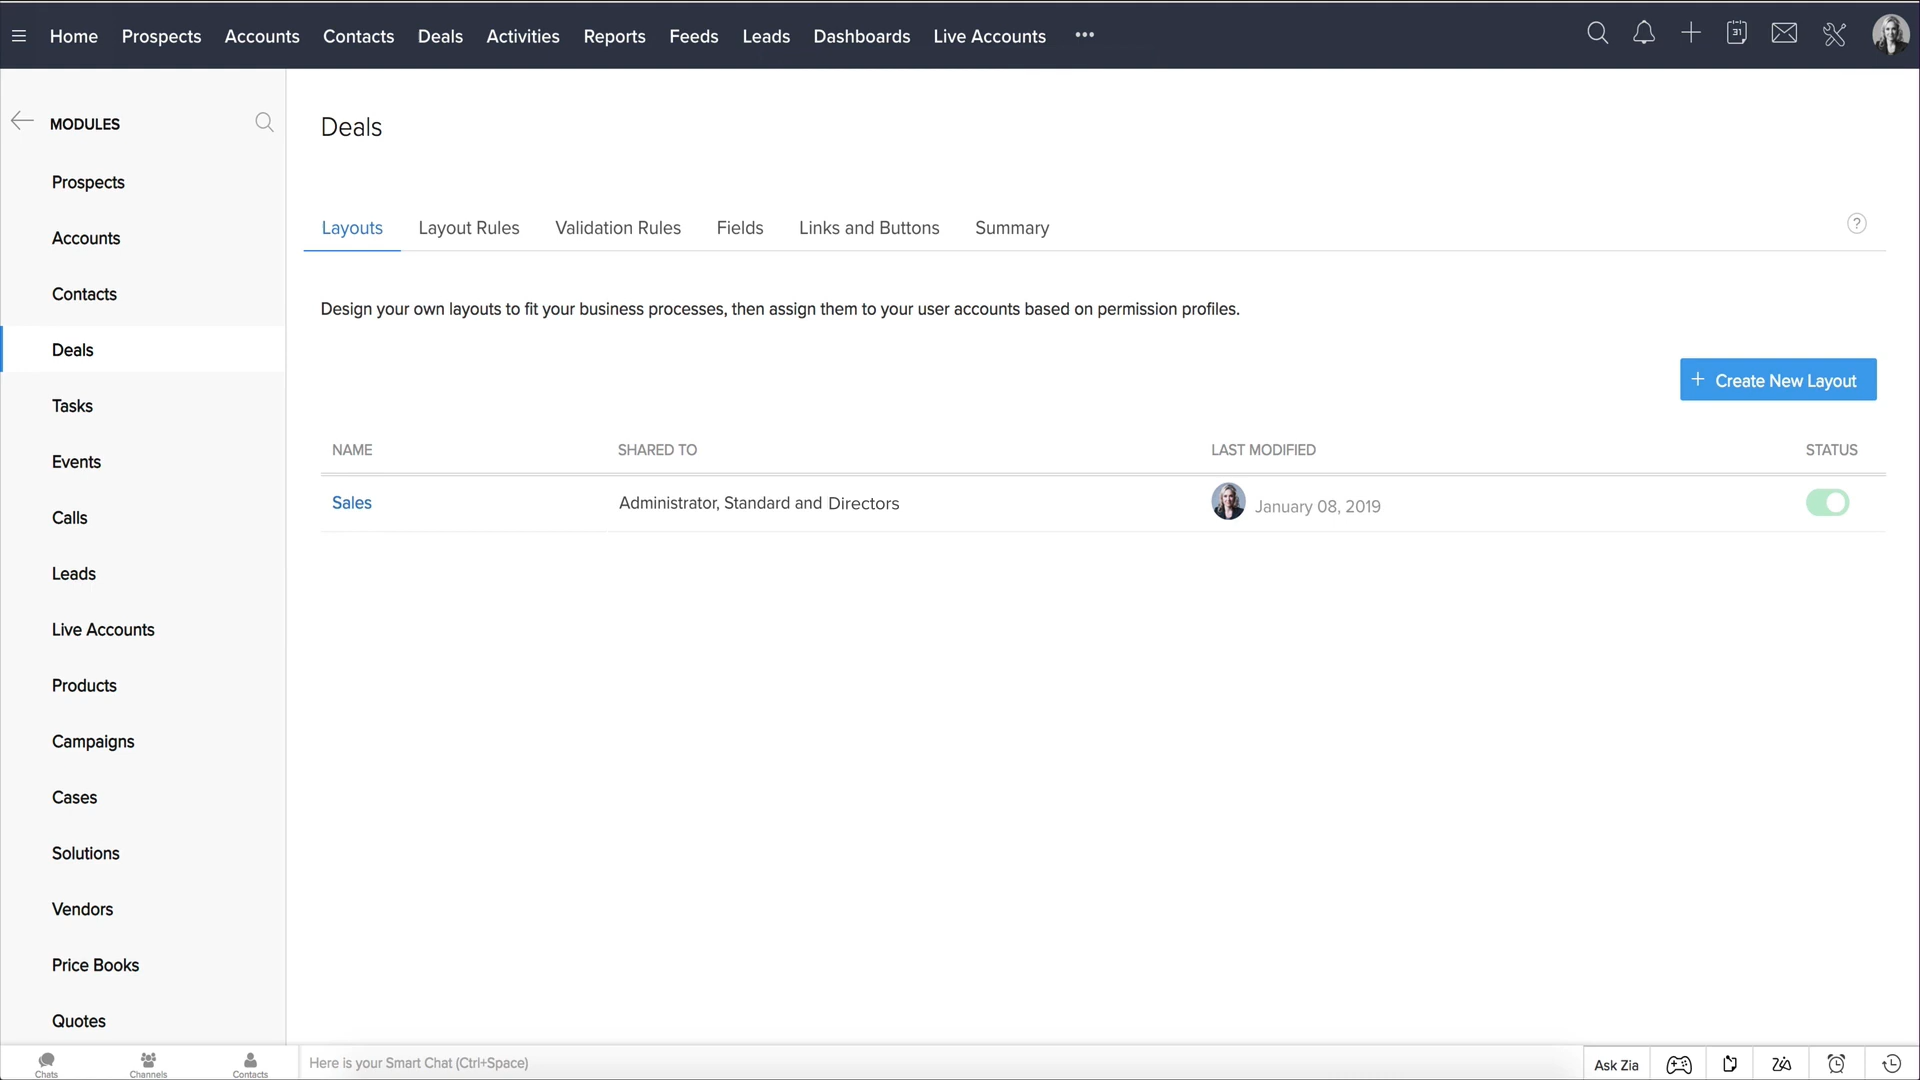 Home Prospects Accounts Contacts Deals Activities Reports Feeds Leads Dashboards Live Accounts •••
31
MODULES
Prospects
Accounts
Contacts
Deals
Tasks
Events
Calls
Leads
Live Accounts
Products
Campaigns
Cases
Solutions
Vendors
Price Books
Quotes
Deals
Layouts Layout Rules Validation Rules Fields Links and Buttons Summary
?
Design your own layouts to fit your business processes, then assign them to your user accounts based on permission profiles.
+ Create New Layout
NAME SHARED TO LAST MODIFIED STATUS
Sales Administrator, Standard and Directors January 08, 2019
Chats Channels Contacts
Here is your Smart Chat (Ctrl+Space)
Ask Zia